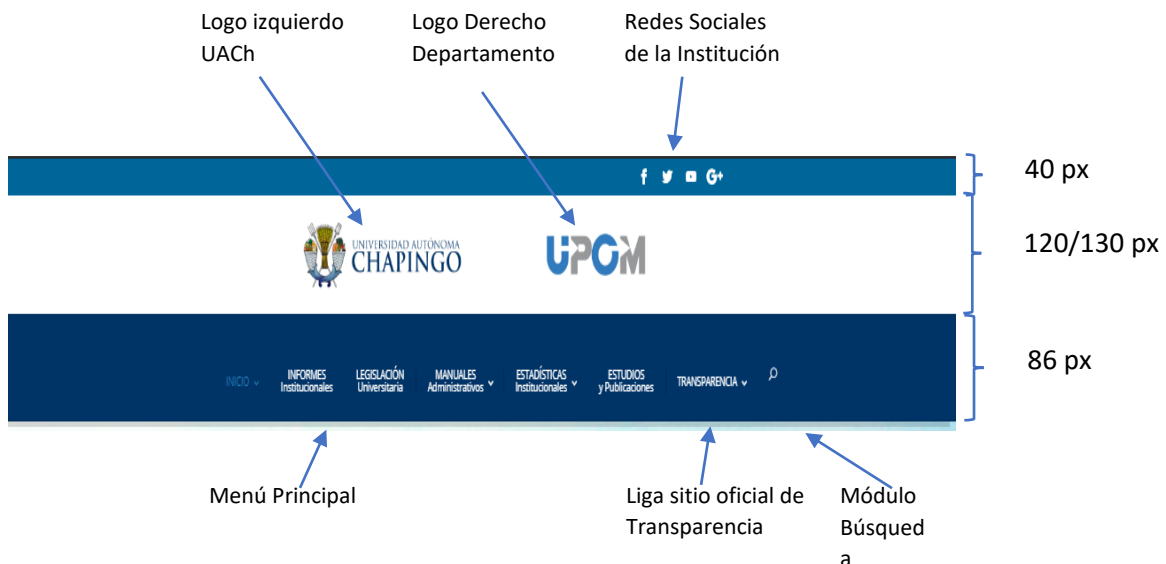 Logo izquierdo
UACh
Logo Derecho
Departamento
Redes Sociales
de la Institución
f
G+
40 px
UNIVERSIDAD AUTÓNOMA
CHAPINGO
UPOM
120/130 px
INICIO
INFORMES
Institucionales
LEGISLACIÓN
Universitaria
MANUALES
Administrativos
ESTADÍSTICAS
Institucionales
ESTUDIOS
y Publicaciones
TRANSPARENCIA
86 px
Menú Principal
Liga sitio oficial de
Transparencia
Módulo
Búsqued
a